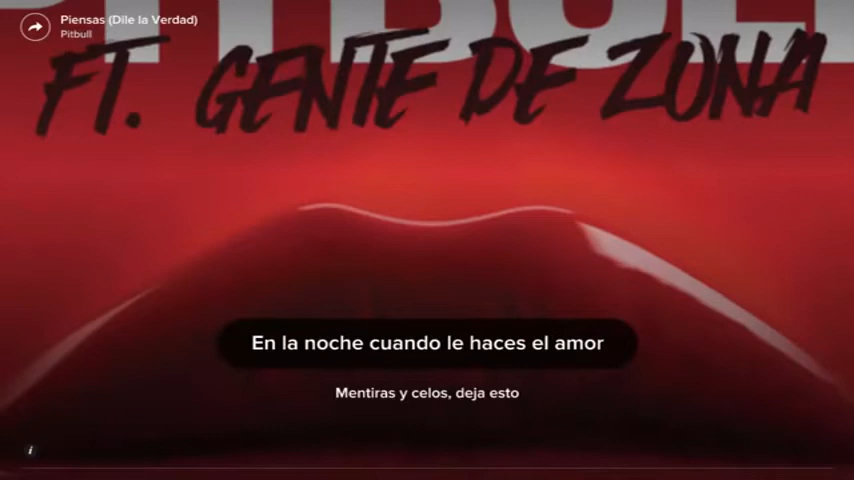 Piensas (Dile la Verdad)
Pitbull
PITBULL
FT. GENTE DE ZONA
En la noche cuando le haces el amor
Mentiras y celos, deja esto
i